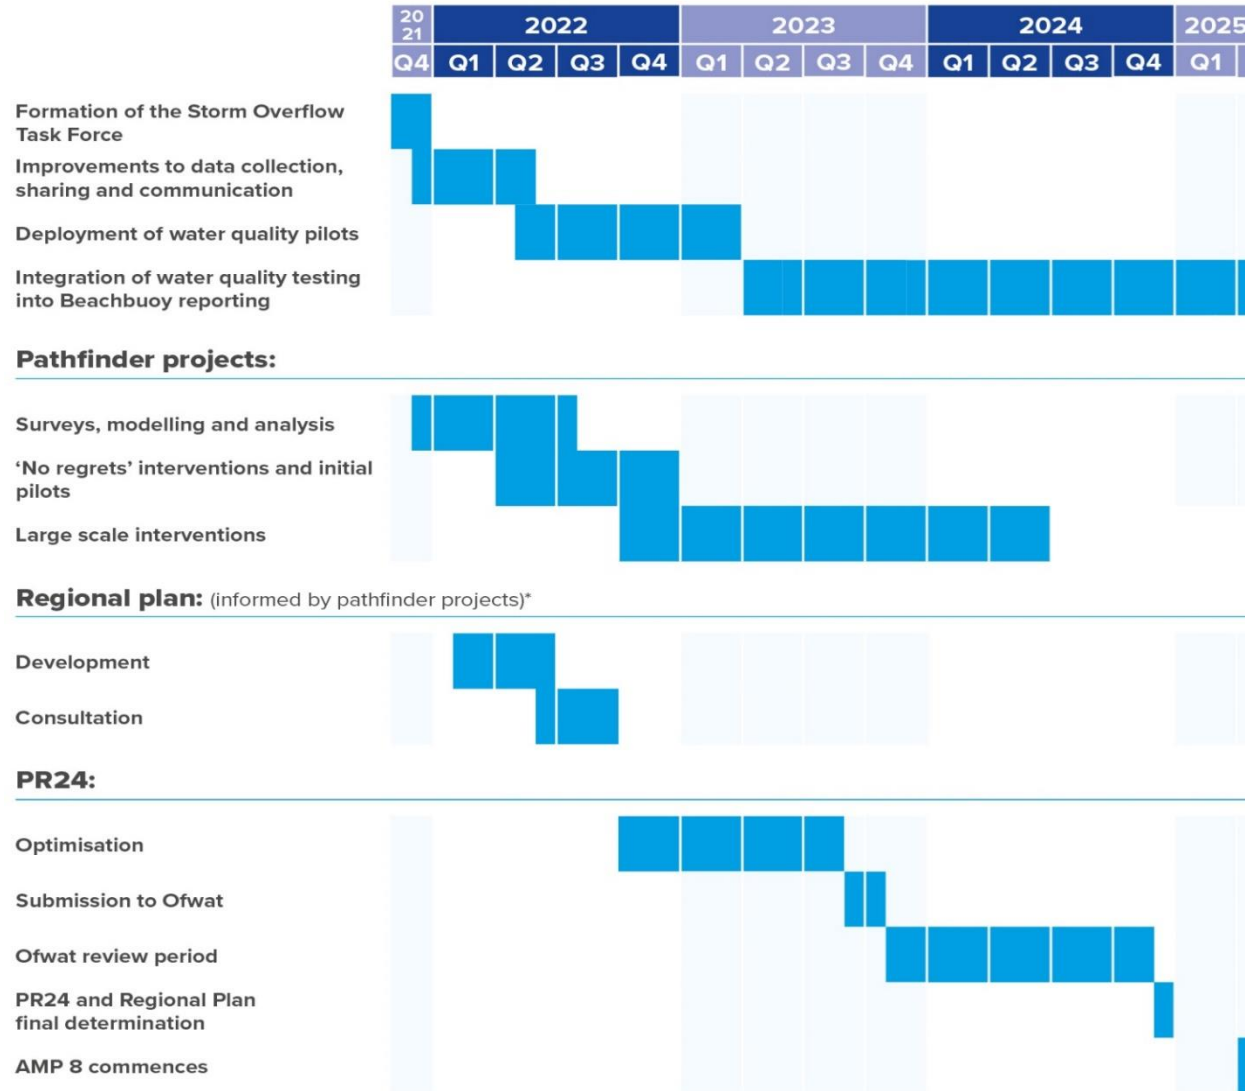 20
21
2022
2023
2024
2025
Q4 Q1 Q2 Q3 Q4 Q1 Q2 Q3 Q4 Q1 Q2 Q3 Q4 Q1
Formation of the Storm Overflow
Task Force
Improvements to data collection,
sharing and communication
Deployment of water quality pilots
Integration of water quality testing
into Beachbuoy reporting
Pathfinder projects:
Surveys, modelling and analysis
‘No regrets’ interventions and initial
pilots
Large scale interventions
Regional plan: (informed by pathfinder projects)*
Development
Consultation
PR24:
Optimisation
Submission to Ofwat
Ofwat review period
PR24 and Regional Plan
final determination
AMP 8 commences